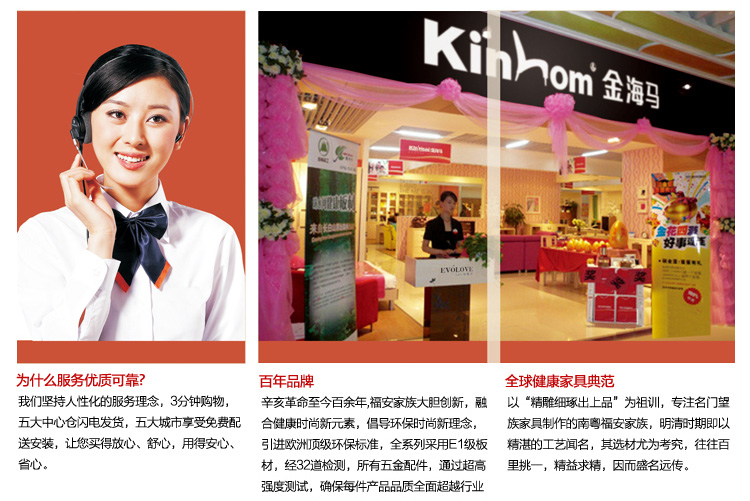 Kinhom 金海马
Kinhom
EVOLOVE
为什么服务优质可靠?
我们坚持人性化的服务理念，3分钟购物，
五大中心仓闪电发货，五大城市享受免费配
送安装，让您买得放心、舒心，用得安心、
省心。
百年品牌
辛亥革命至今百余年,福安家族大胆创新，融
合健康时尚新元素，倡导环保时尚新理念，
引进欧洲顶级环保标准，全系列采用E1级板
材，经32道检测，所有五金配件，通过超高
强度测试，确保每件产品品质全面超越行业
全球健康家具典范
以“精雕细琢出上品”为祖训，专注名门望
族家具制作的南粤福安家族，明清时期即以
精湛的工艺闻名，其选材尤为考究，往往百
里挑一，精益求精，因而盛名远传。